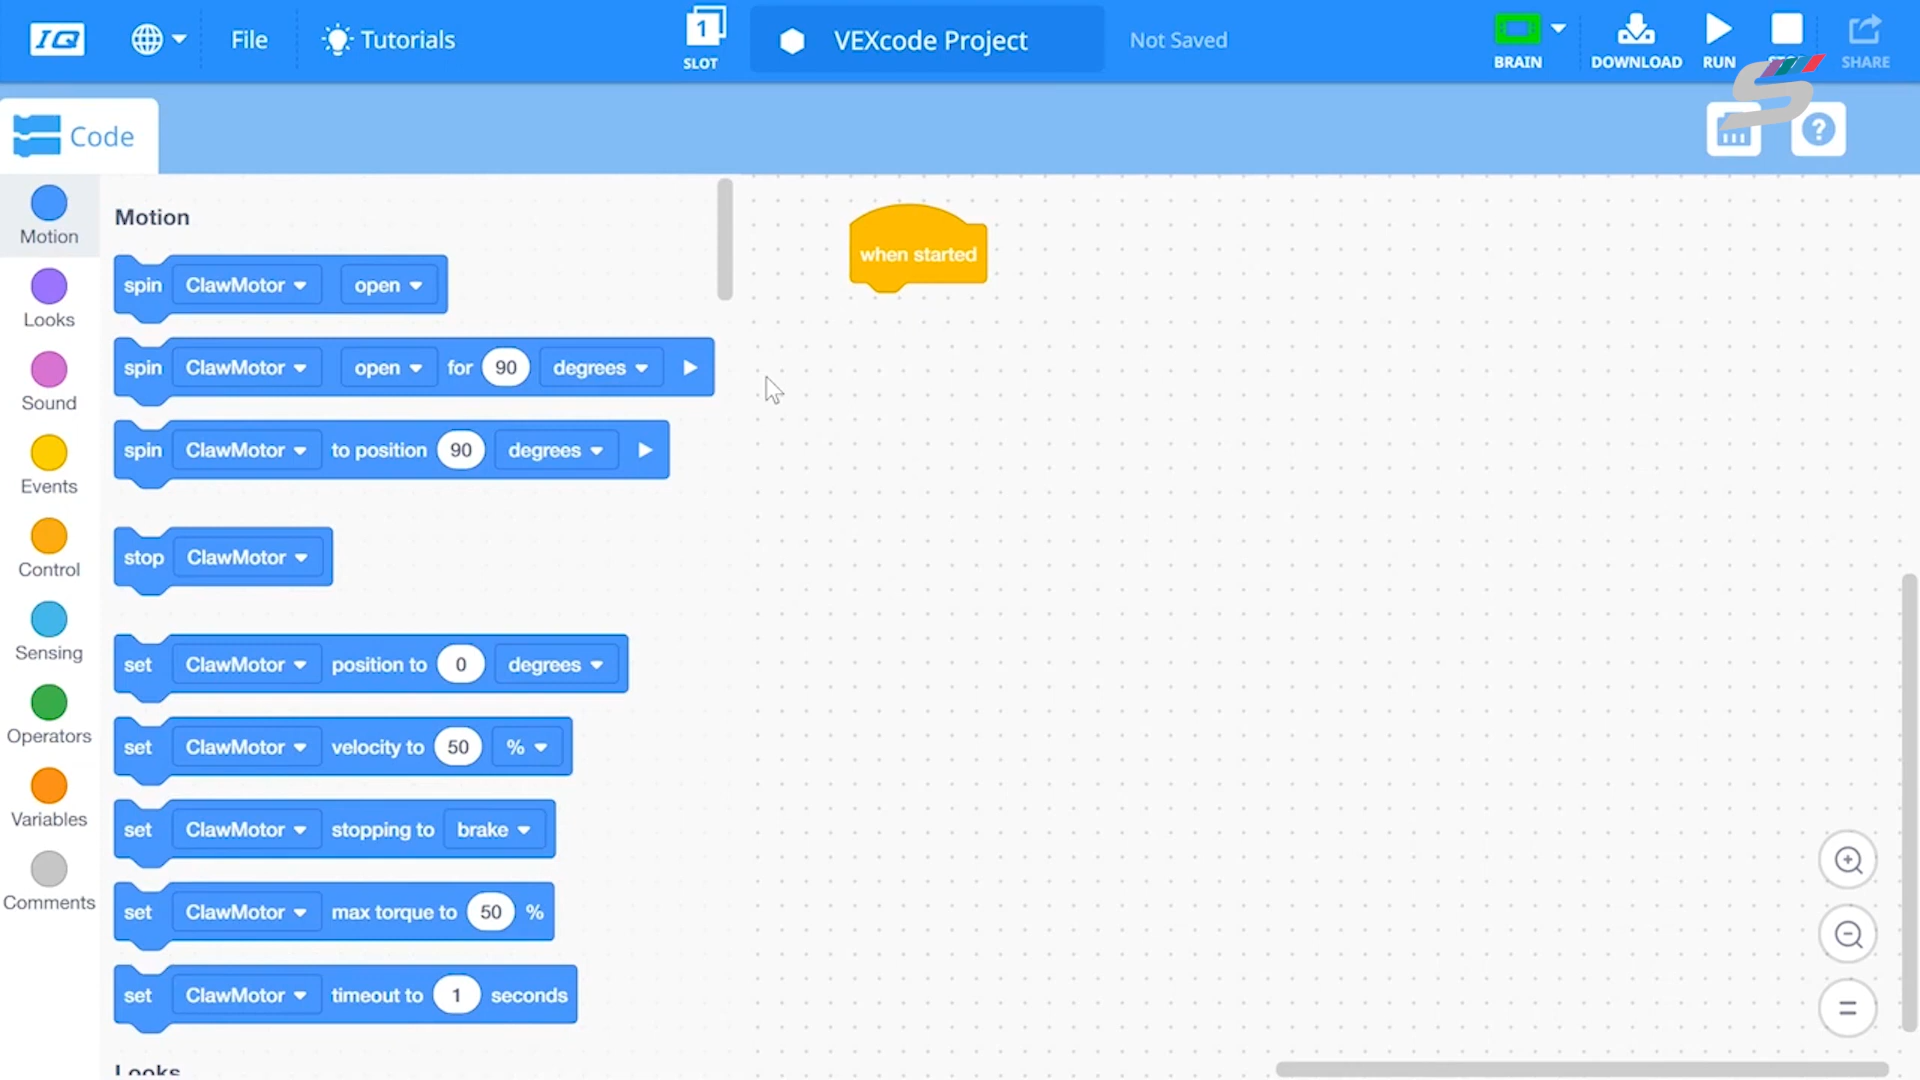 IQ
File
Tutorials
1
SLOT
VEXcode Project
Not Saved
BRAIN
DOWNLOAD
RUN
SHARE
Code
?
Motion
Looks
Sound
Events
Control
Sensing
Operators
Variables
Comments
Motion
spin ClawMotor open
spin ClawMotor open for 90 degrees
spin ClawMotor to position 90 degrees
stop ClawMotor
set ClawMotor position to 0 degrees
set ClawMotor velocity to 50 %
set ClawMotor stopping to brake
set ClawMotor max torque to 50 %
set ClawMotor timeout to 1 seconds
Looks
when started